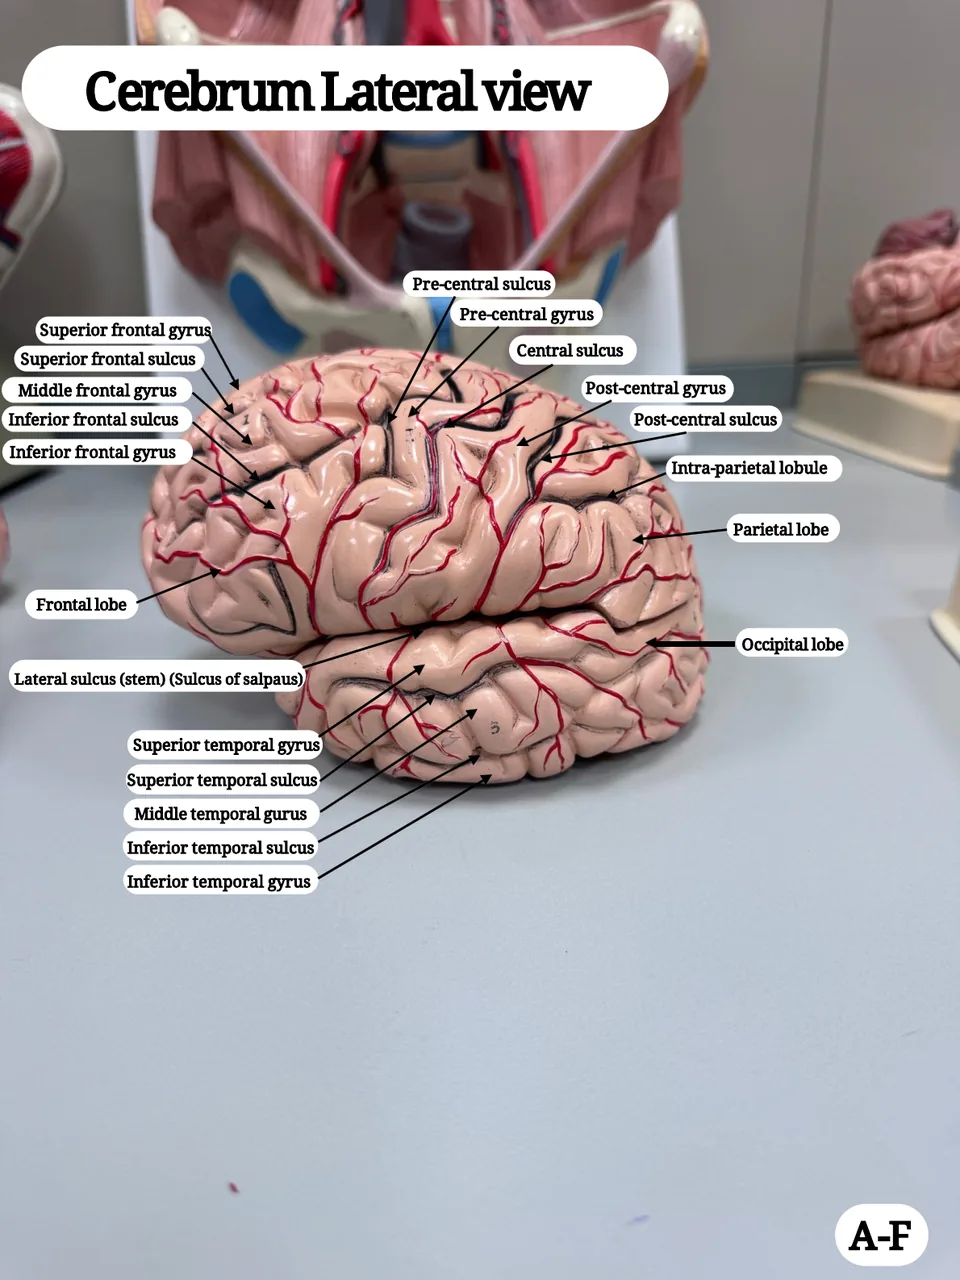 Cerebrum Lateral view
Pre-central sulcus
Pre-central gyrus
Central sulcus
Post-central gyrus
Post-central sulcus
Intra-parietal lobule
Parietal lobe
Occipital lobe
Superior frontal gyrus
Superior frontal sulcus
Middle frontal gyrus
Inferior frontal sulcus
Inferior frontal gyrus
Frontal lobe
Lateral sulcus (stem) (Sulcus of salpaus)
Superior temporal gyrus
Superior temporal sulcus
Middle temporal gurus
Inferior temporal sulcus
Inferior temporal gyrus
A-F